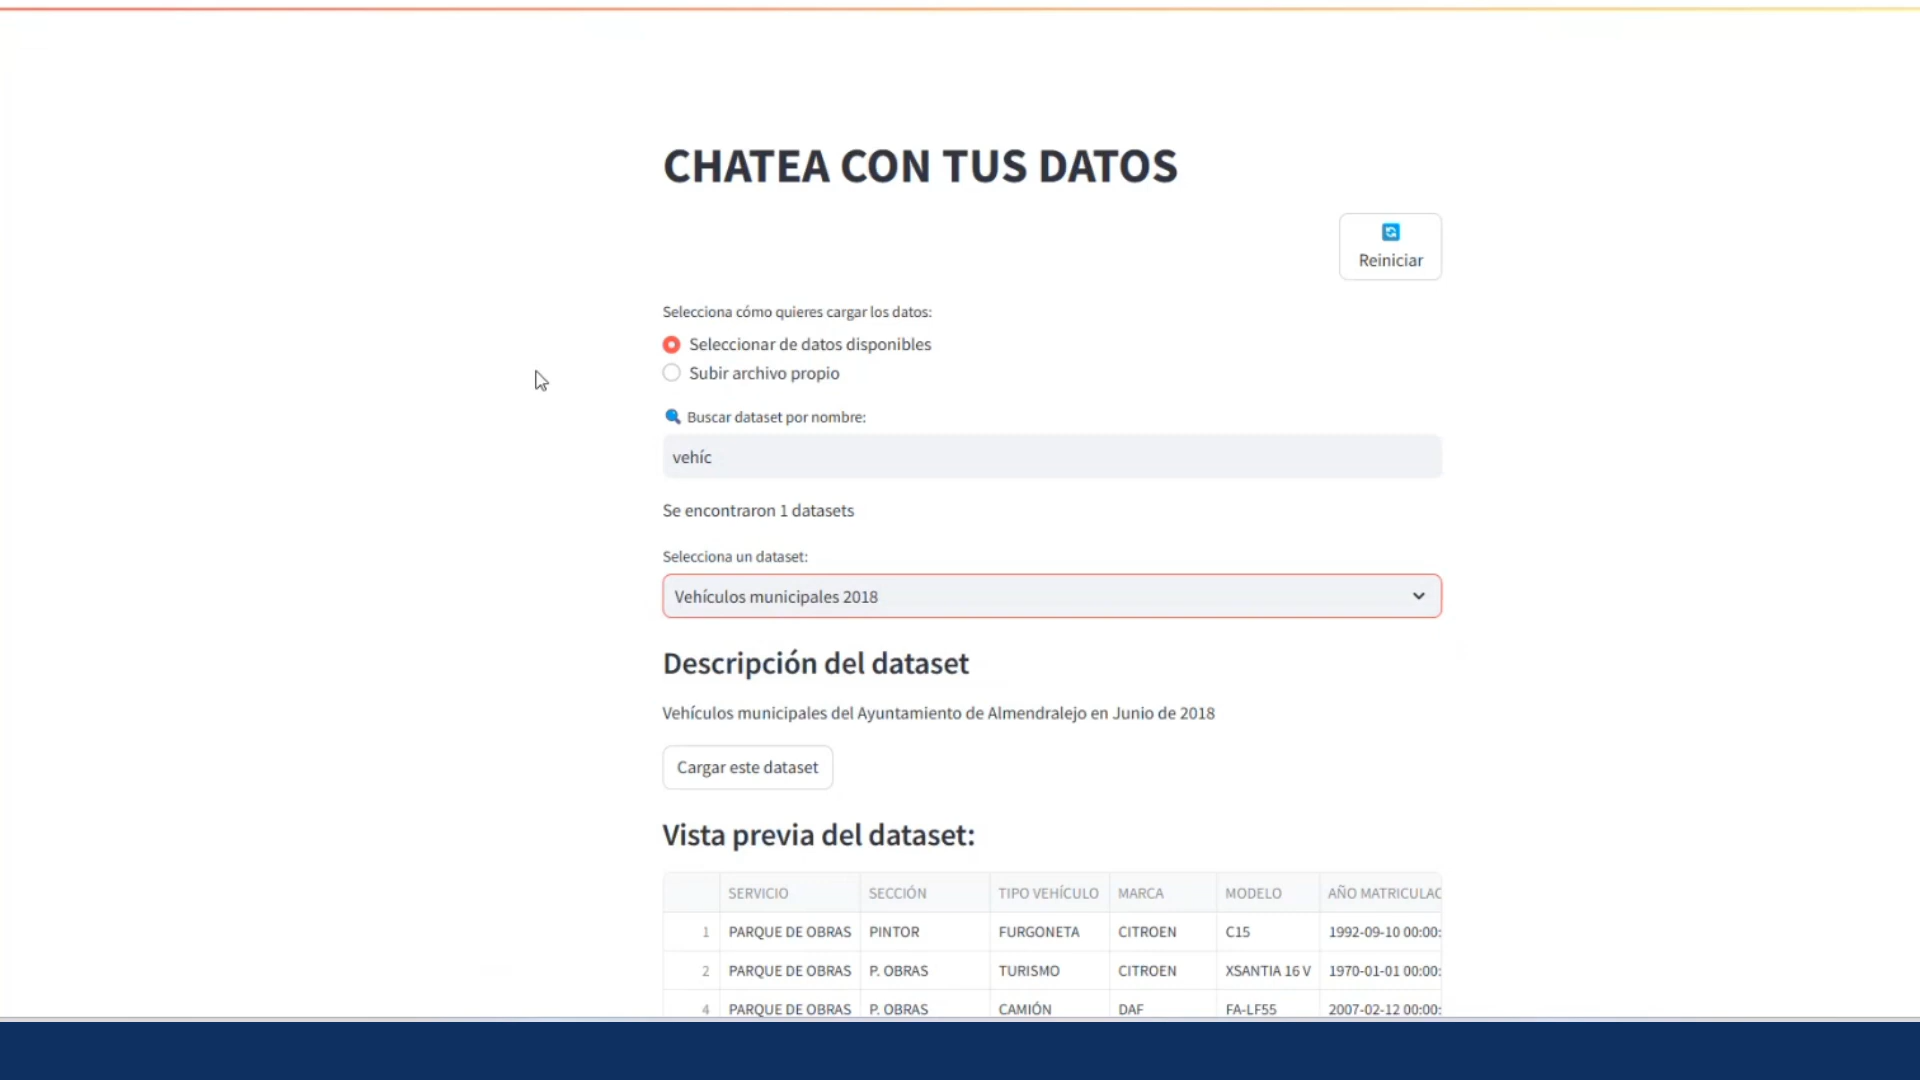 CHATEA CON TUS DATOS
Reiniciar
Selecciona cómo quieres cargar los datos:
Seleccionar de datos disponibles
Subir archivo propio
Buscar dataset por nombre:
vehíc
Se encontraron 1 datasets
Selecciona un dataset:
Vehículos municipales 2018
Descripción del dataset
Vehículos municipales del Ayuntamiento de Almendralejo en Junio de 2018
Cargar este dataset
Vista previa del dataset:
SERVICIO SECCIÓN TIPO VEHÍCULO MARCA MODELO AÑO MATRICULAC
1 PARQUE DE OBRAS PINTOR FURGONETA CITROEN C15 1992-09-10 00:00:
2 PARQUE DE OBRAS P. OBRAS TURISMO CITROEN XSANTIA 16 V 1970-01-01 00:00:
4 PARQUE DE OBRAS P. OBRAS CAMIÓN DAF FA-LF55 2007-02-12 00:00: